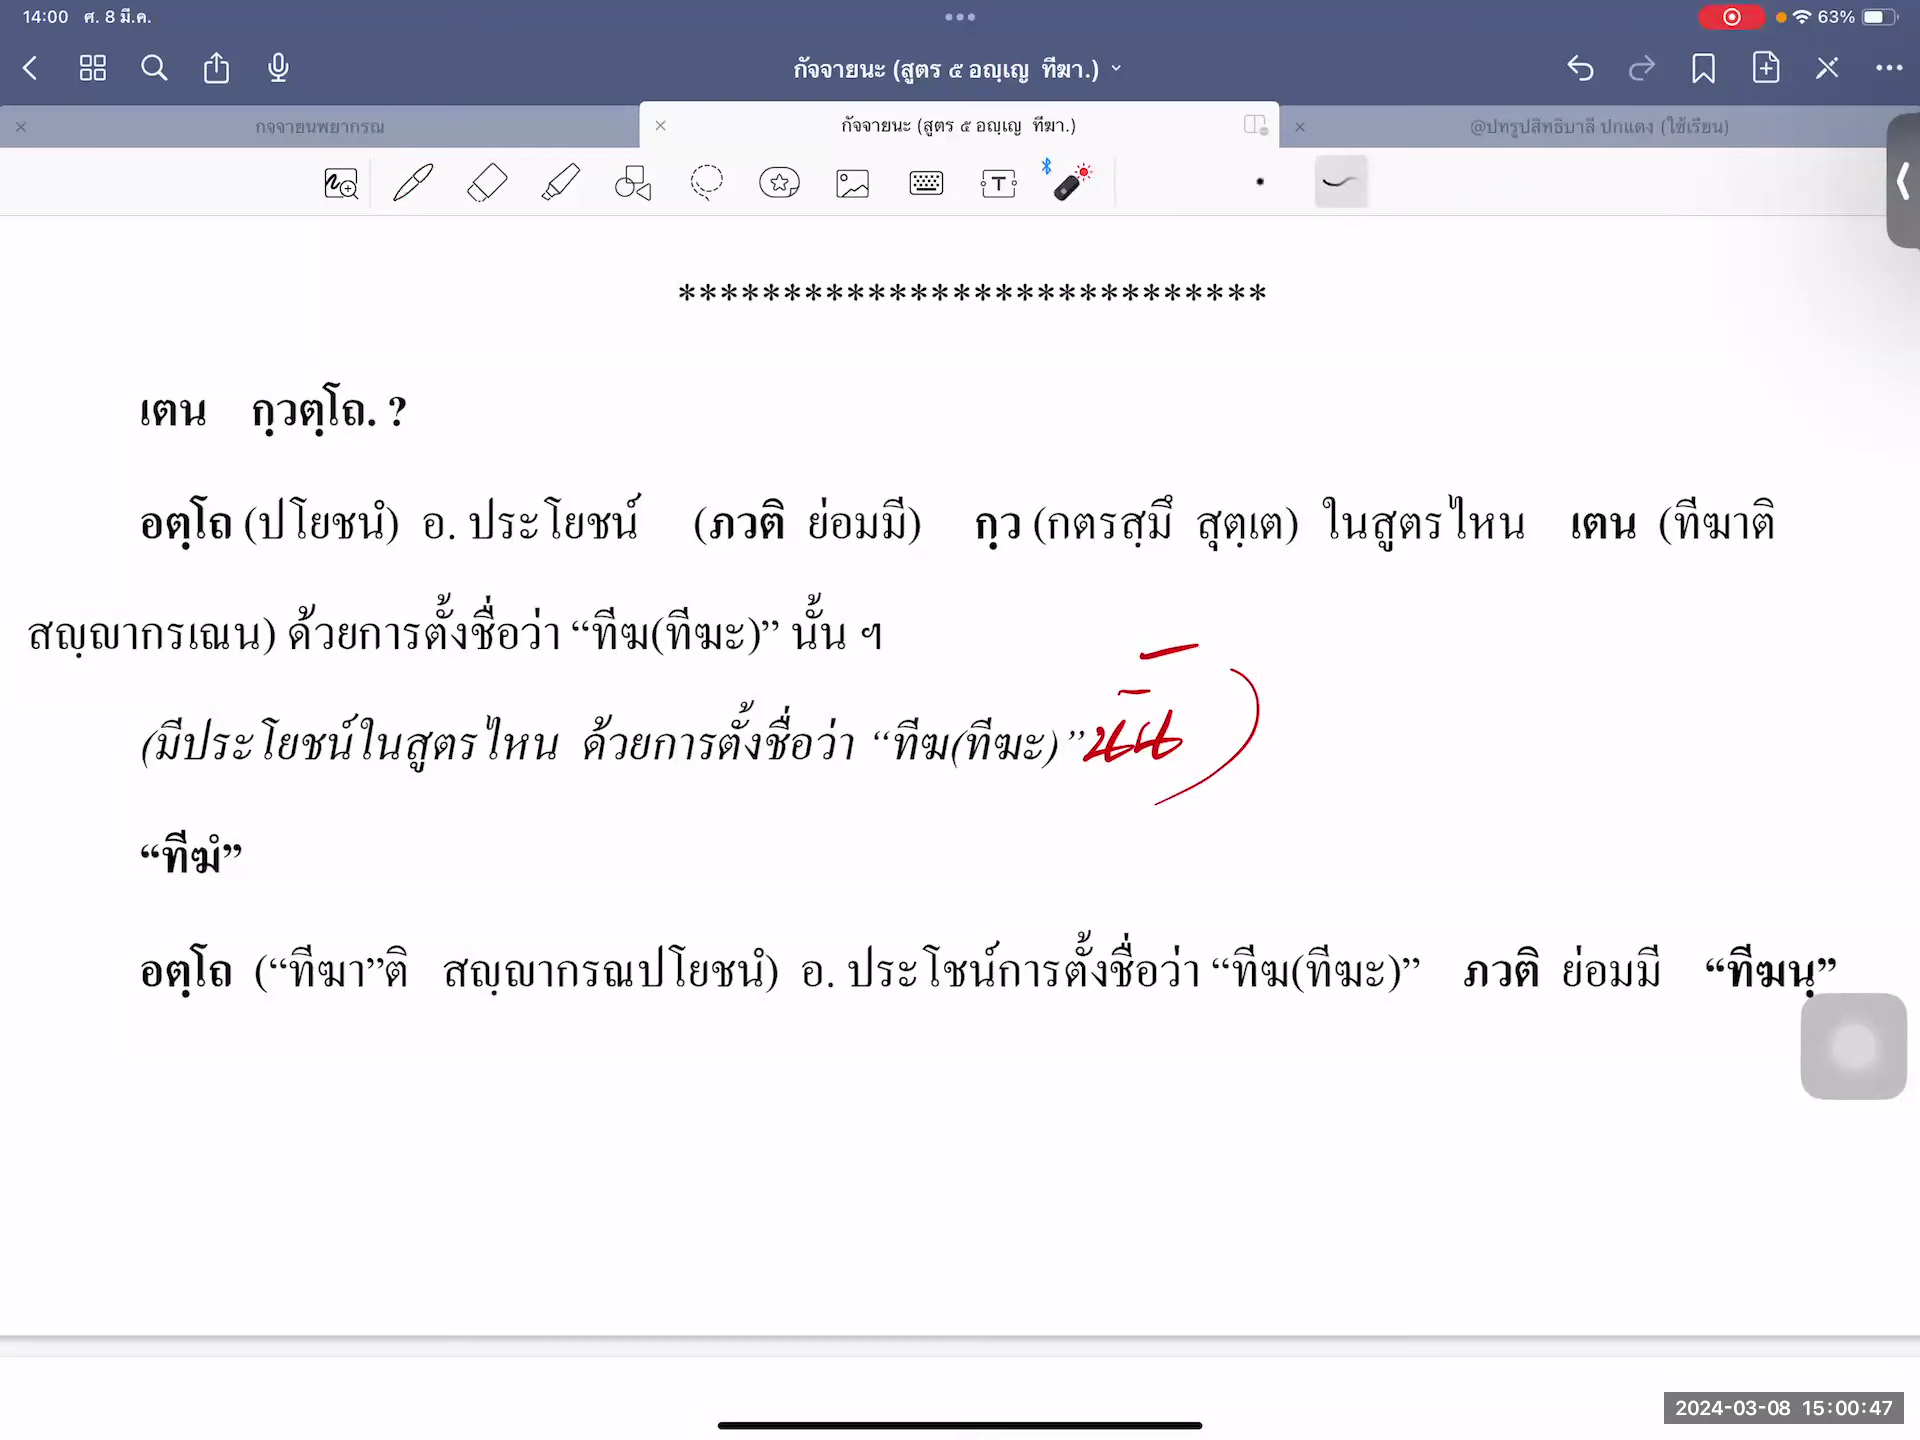 14:00 ศ. 8 มี.ค.
63%
กัจจายนะ (สูตร ๕ อญฺเญ ทีฆา.)
กจจายนพยากรณ
กัจจายนะ (สูตร ๕ อญฺเญ ทีฆา.)
@ปทรูปสิทธิบาลี ปกแดง (ใช้เรียน)
****************************
เตน กฺวตฺโถ. ?
อตฺโถ (ปโยชนํ) อ. ประโยชน์ (ภวติ ย่อมมี) กฺว (กตรสฺมึ สุตฺเต) ในสูตรไหน เตน (ทีฆาติ
สญฺญากรเณน) ด้วยการตั้งชื่อว่า “ทีฆ(ทีฆะ)” นั้น ฯ
(มีประโยชน์ในสูตรไหน ด้วยการตั้งชื่อว่า “ทีฆ(ทีฆะ)” นั้น)
“ทีฆํ”
อตฺโถ (“ทีฆา”ติ สญฺญากรณปโยชนํ) อ. ประโชน์การตั้งชื่อว่า “ทีฆ(ทีฆะ)” ภวติ ย่อมมี “ทีฆนฺ”
2024-03-08 15:00:47